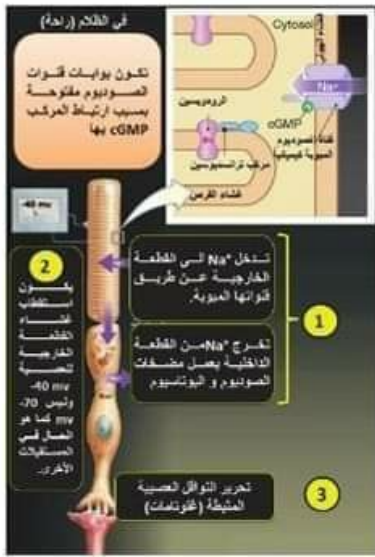 في الظلام (راحة)
تكون بوابات قنوات
الصوديوم مفتوحة
بسبب ارتباط المركب
cGMP بها
Cytosol
غشاء هيولي
Na⁺
الرودوبسين
cGMP
قناة الصوديوم
المبوبة كيميائيا
مركب ترانسديوسين
غشاء القرص
-40 mv
تدخل Na⁺ الى القطعة
الخارجية عن طريق
قنواتها المبوبة.
1
تخرج Na⁺من القطعة
الداخلية بعمل مضخات
الصوديوم و البوتاسيوم
2
يكون
استقطاب
غشاء
القطعة
الخارجية
للعصية
-40 mv
وليس 70-
mv كما هو
الحال في
المستقبلات
الأخرى.
تحرير النواقل العصبية
المثبطة (غلوتامات)
3